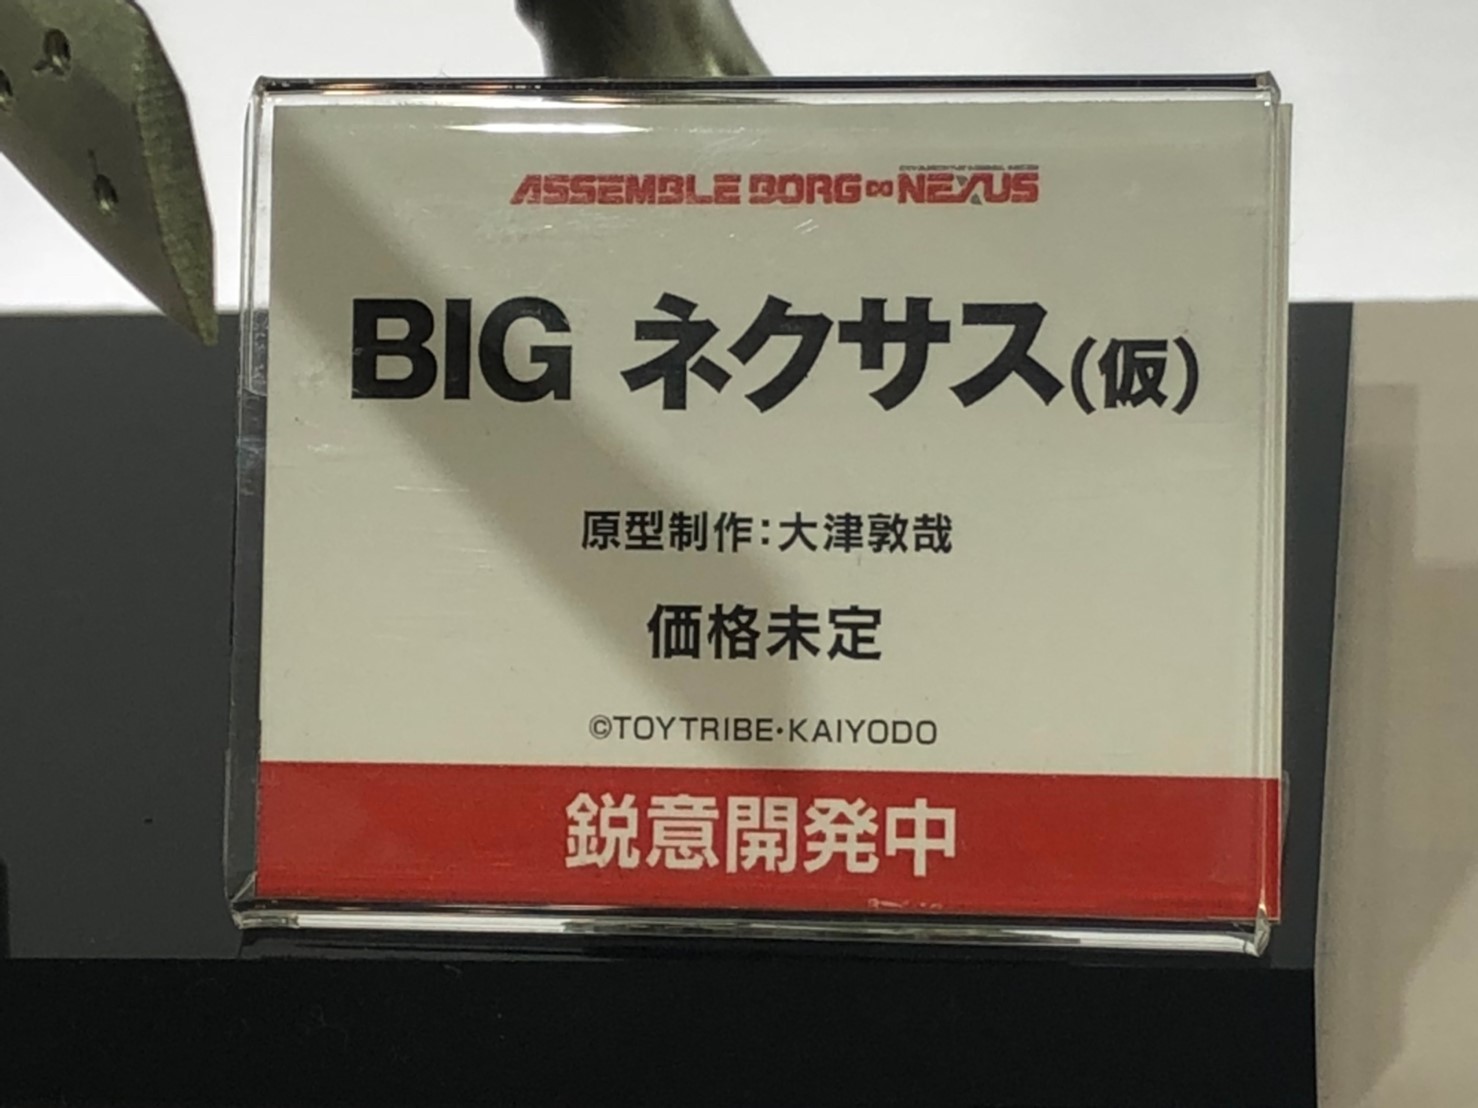 ASSEMBLE BORG∞NEXUS
BIG ネクサス(仮)
原型制作:大津敦哉
価格未定
©TOYTRIBE・KAIYODO
鋭意開発中